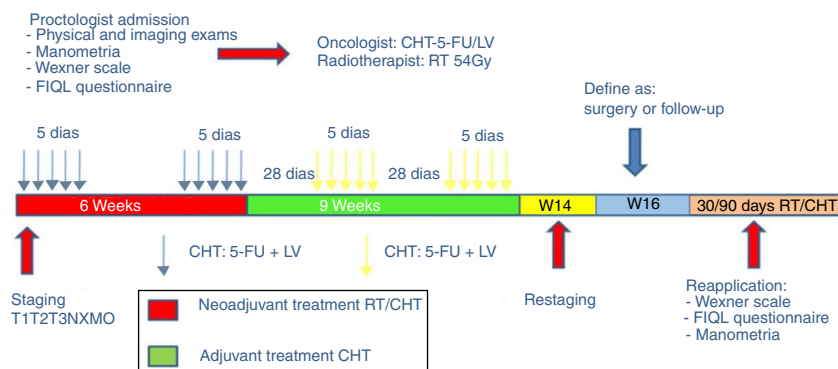 Proctologist admission
- Physical and imaging exams
- Manometria
- Wexner scale
- FIQL questionnaire
Oncologist: CHT-5-FU/LV
Radiotherapist: RT 54Gy
Define as:
surgery or follow-up
5 dias
5 dias
5 dias
5 dias
28 dias
28 dias
6 Weeks
9 Weeks
W14
W16
30/90 days RT/CHT
CHT: 5-FU + LV
CHT: 5-FU + LV
Staging
T1T2T3NXMO
Restaging
Reapplication:
- Wexner scale
- FIQL questionnaire
- Manometria
Neoadjuvant treatment RT/CHT
Adjuvant treatment CHT